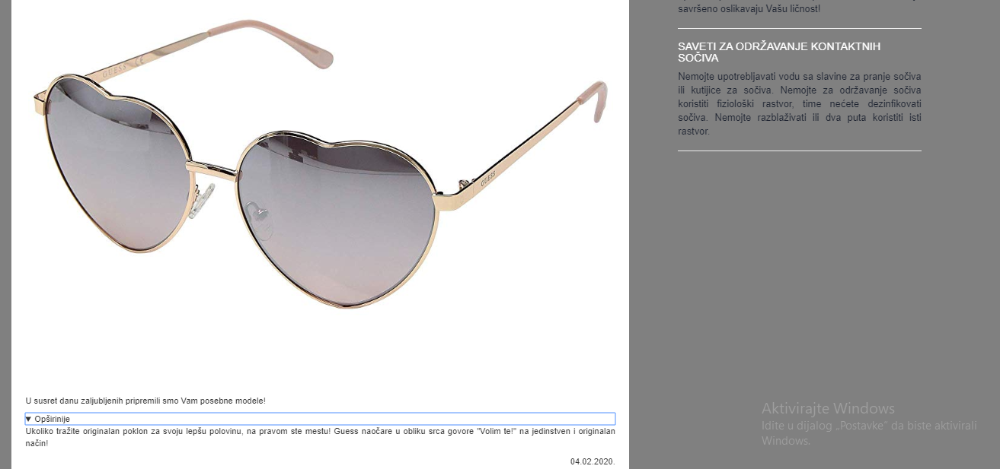 GUESS CE
GUESS
U susret danu zaljubljenih pripremili smo Vam posebne modele!
▼ Opširinije
Ukoliko tražite originalan poklon za svoju lepšu polovinu, na pravom ste mestu! Guess naočare u obliku srca govore "Volim te!" na jedinstven i originalan
način!
04.02.2020.
savršeno oslikavaju Vašu ličnost!
SAVETI ZA ODRŽAVANJE KONTAKTNIH
SOČIVA
Nemojte upotrebljavati vodu sa slavine za pranje sočiva
ili kutijice za sočiva. Nemojte za održavanje sočiva
koristiti fiziološki rastvor, time nećete dezinfikovati
sočiva. Nemojte razblaživati ili dva puta koristiti isti
rastvor.
Aktivirajte Windows
Idite u dijalog „Postavke“ da biste aktivirali
Windows.